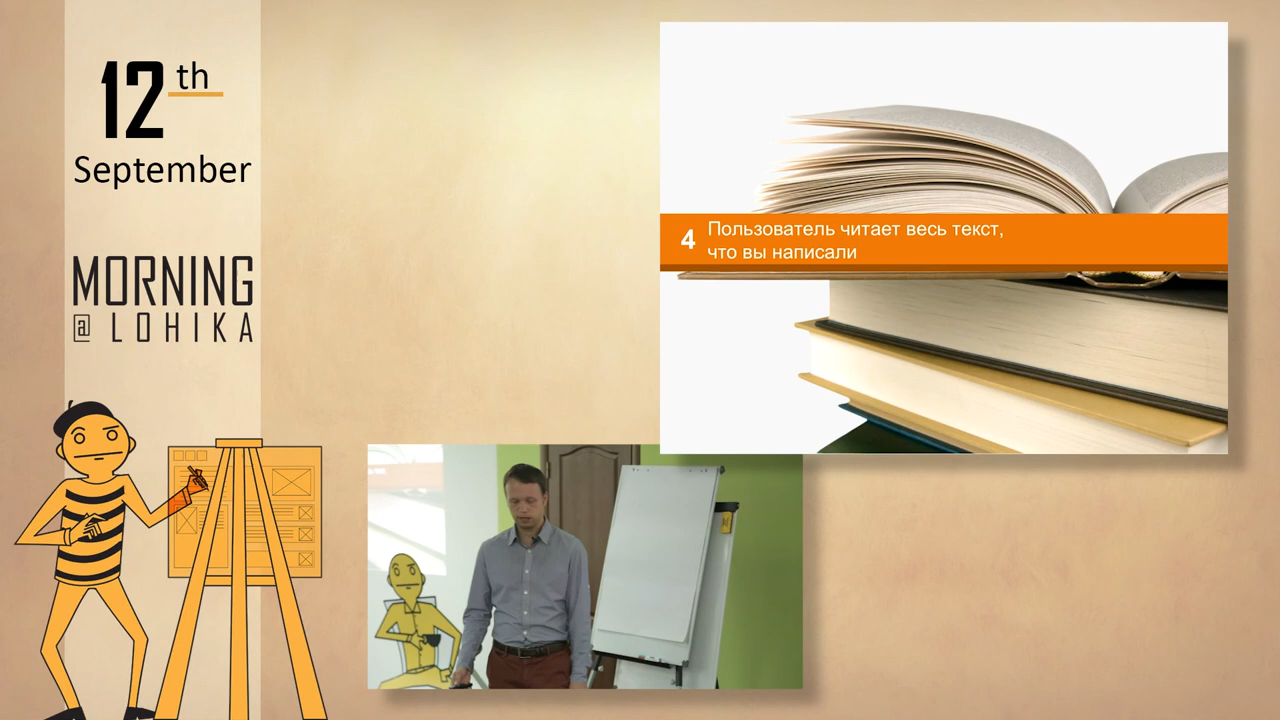 12th
September
MORNING
@ LOHIKA
4 Пользователь читает весь текст,
что вы написали